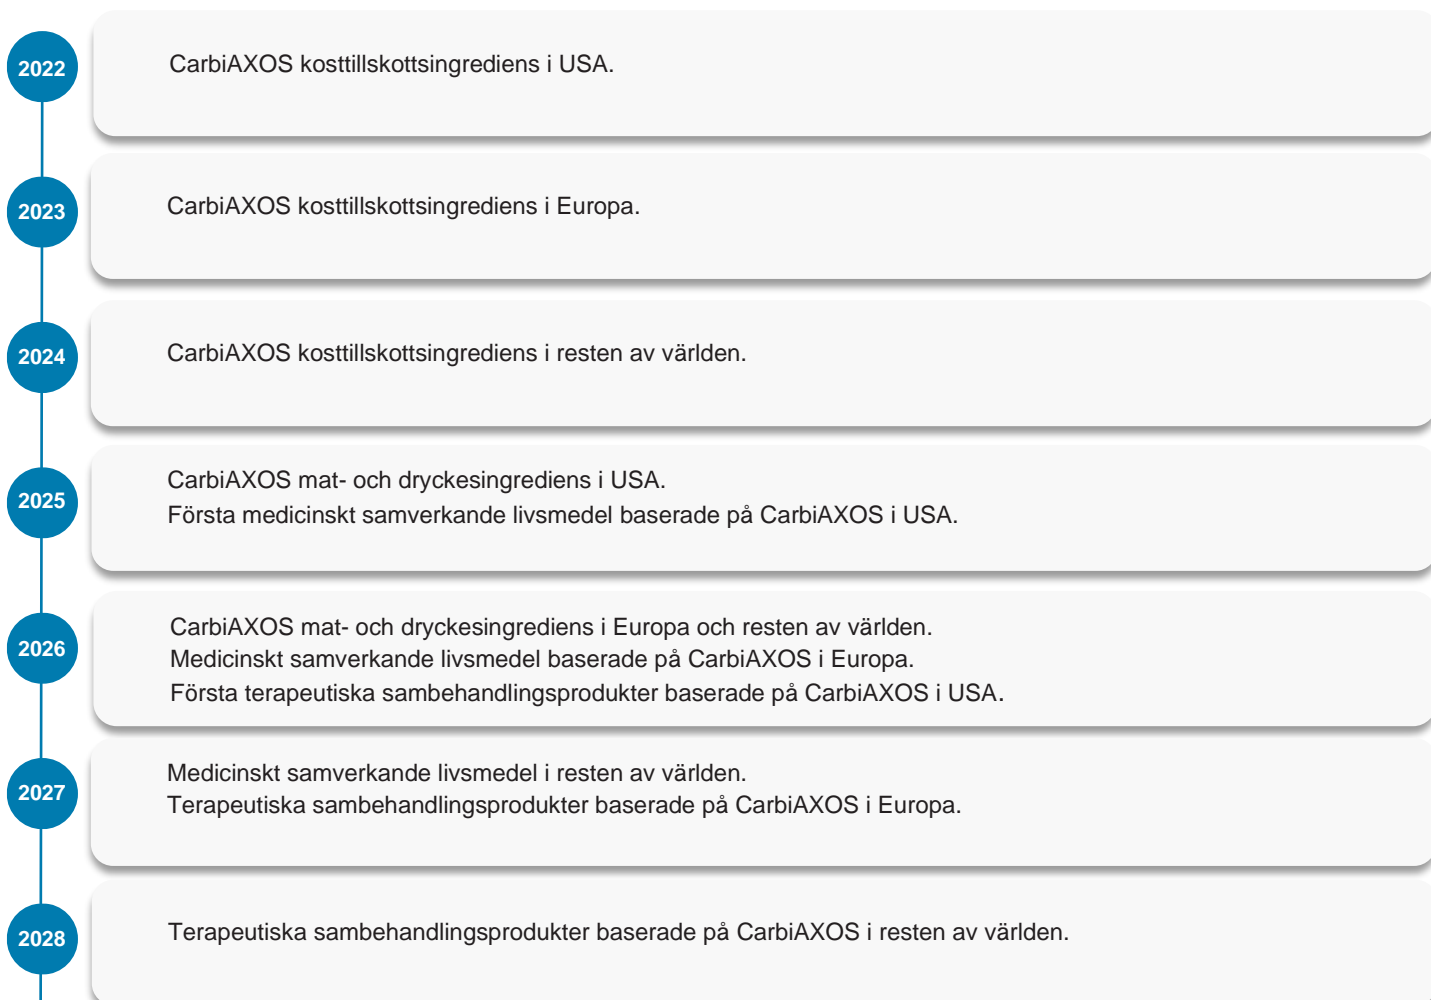 2022
CarbiAXOS kosttillskottsingrediens i USA.
2023
CarbiAXOS kosttillskottsingrediens i Europa.
2024
CarbiAXOS kosttillskottsingrediens i resten av världen.
2025
CarbiAXOS mat- och dryckesingrediens i USA.
Första medicinskt samverkande livsmedel baserade på CarbiAXOS i USA.
2026
CarbiAXOS mat- och dryckesingrediens i Europa och resten av världen.
Medicinskt samverkande livsmedel baserade på CarbiAXOS i Europa.
Första terapeutiska sambehandlingsprodukter baserade på CarbiAXOS i USA.
2027
Medicinskt samverkande livsmedel i resten av världen.
Terapeutiska sambehandlingsprodukter baserade på CarbiAXOS i Europa.
2028
Terapeutiska sambehandlingsprodukter baserade på CarbiAXOS i resten av världen.